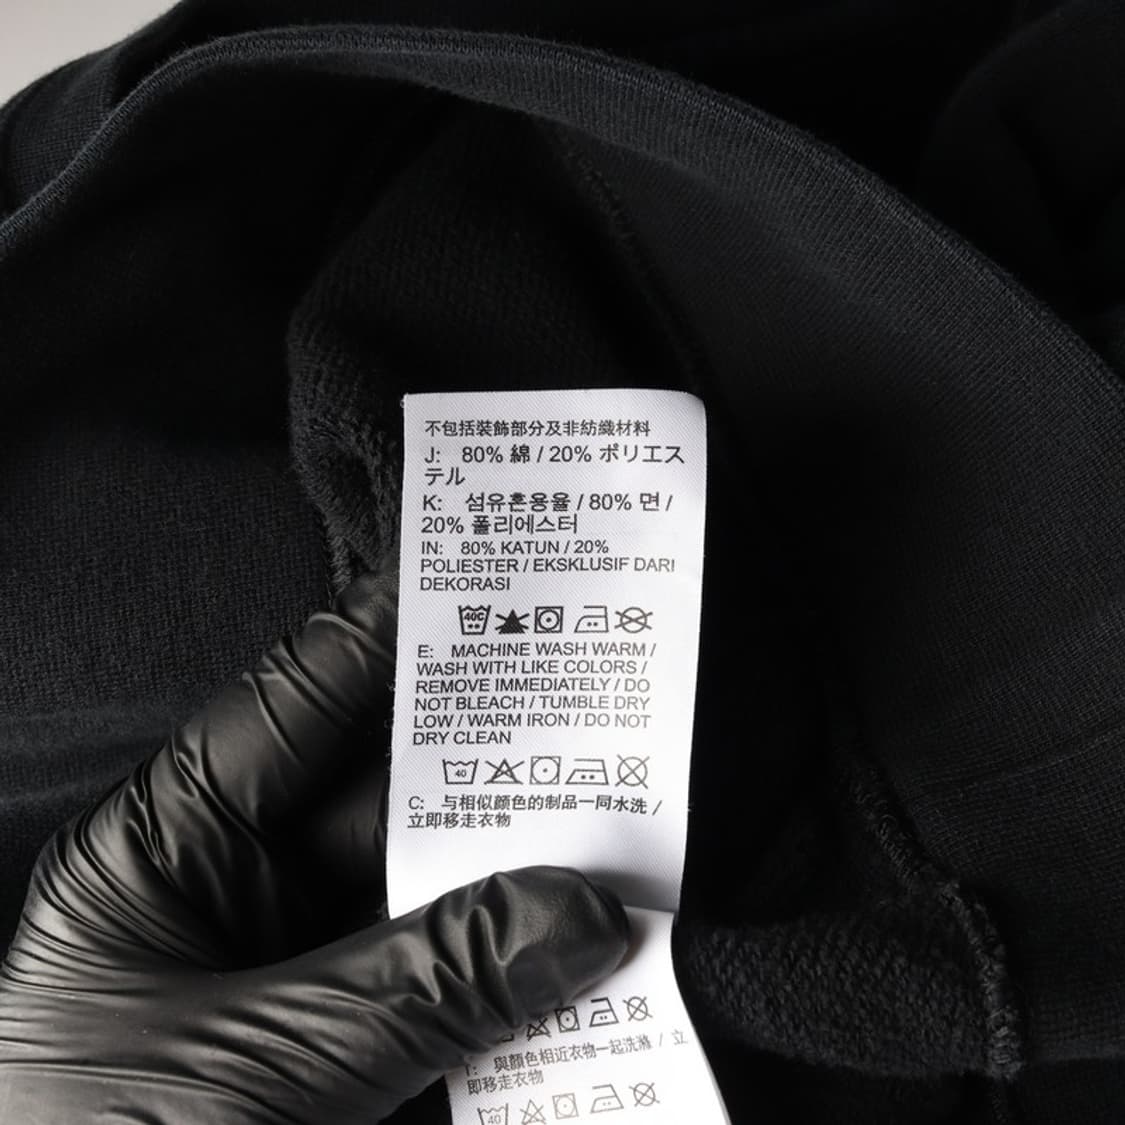 不包括裝飾部分及非紡織材料
J: 80% 綿 / 20% ポリエス
テル
K: 섬유혼용율 / 80% 면 /
20% 폴리에스터
IN: 80% KATUN / 20%
POLIESTER / EKSKLUSIF DARI
DEKORASI
40C
E: MACHINE WASH WARM /
WASH WITH LIKE COLORS /
REMOVE IMMEDIATELY / DO
NOT BLEACH / TUMBLE DRY
LOW / WARM IRON / DO NOT
DRY CLEAN
40
C: 与相似颜色的制品一同水洗 /
立即移走衣物
T: 與顏色相近衣物一起洗滌 / 立
即移走衣物
40